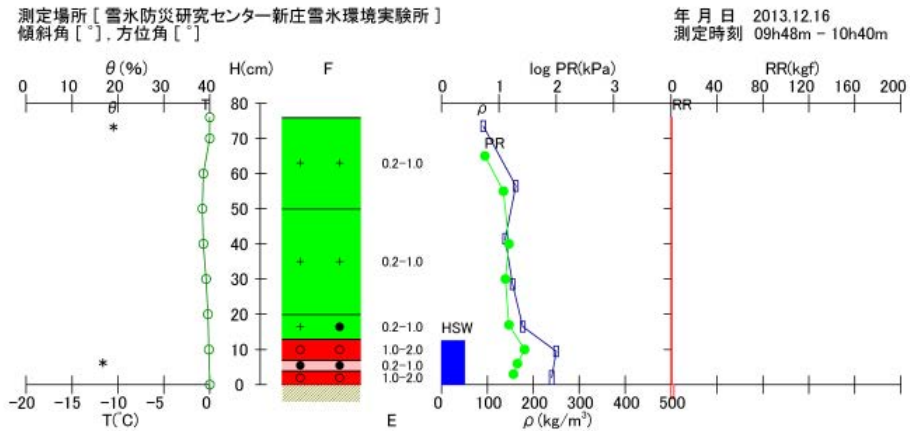 測定場所 [ 雪氷防災研究センター新庄雪氷環境実験所 ]
傾斜角 [ ° ] , 方位角 [ ° ]
年 月 日 2013.12.16
測定時刻 09h48m - 10h40m
θ (%) H(cm) F log PR(kPa) RR(kgf)
0 10 20 30 40 0 1 2 3 4 0 40 80 120 160 200
θ T 80 ρ RR
* 70 PR
+ + 0.2-1.0
60
50
40
+ + 0.2-1.0
30
20
+ ● 0.2-1.0 HSW
10 ○ ○ 1.0-2.0
* ● ● 0.2-1.0
○ ○ 1.0-2.0
0
-20 -15 -10 -5 0 0 100 200 300 400 500
T(°C) E ρ (kg/m³)